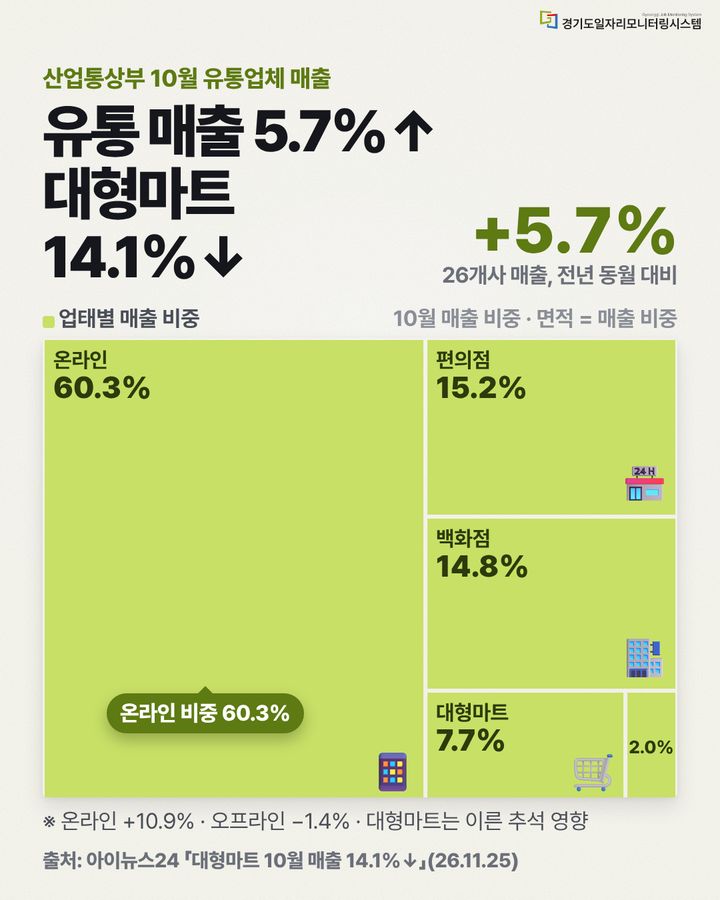 경기도일자리모니터링시스템
산업통상부 10월 유통업체 매출
유통 매출 5.7%↑
대형마트
14.1%↓
+5.7%
26개사 매출, 전년 동월 대비
업태별 매출 비중
10월 매출 비중 · 면적 = 매출 비중
온라인
60.3%
편의점
15.2%
24H
백화점
14.8%
온라인 비중 60.3%
대형마트
7.7%
2.0%
※ 온라인 +10.9% · 오프라인 −1.4% · 대형마트는 이른 추석 영향
출처: 아이뉴스24 『대형마트 10월 매출 14.1%↓』(26.11.25)